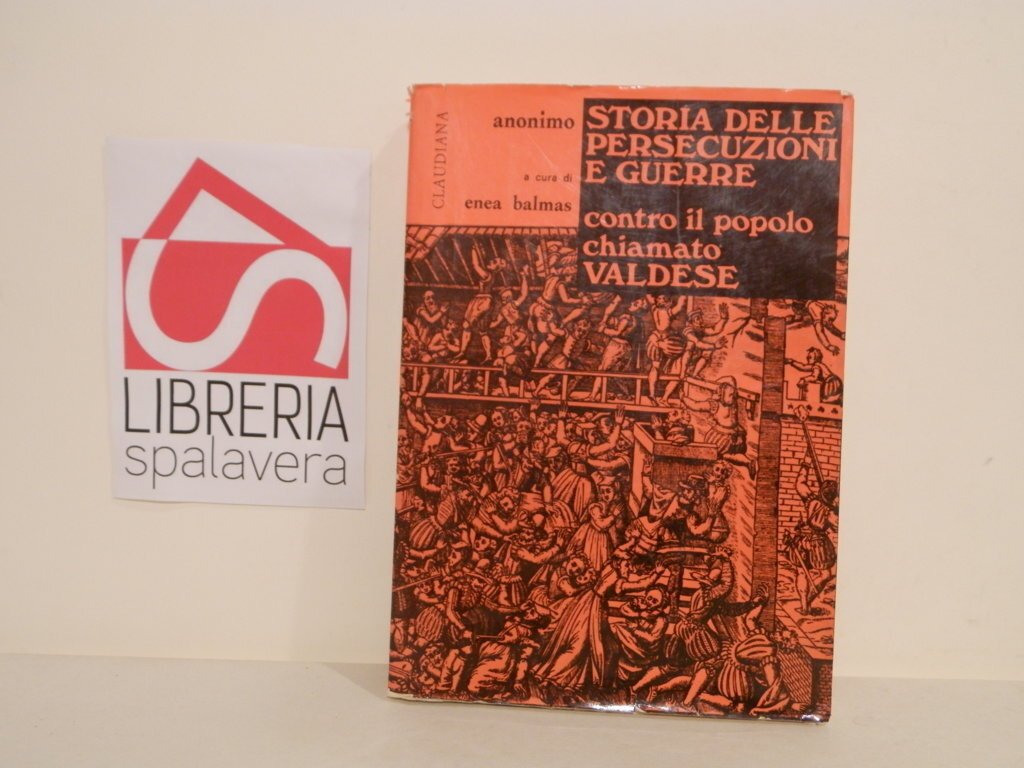 LIBRERIA
spalavera
CLAUDIANA
anonimo
a cura di
enea balmas
STORIA DELLE
PERSECUZIONI
E GUERRE
contro il popolo
chiamato
VALDESE